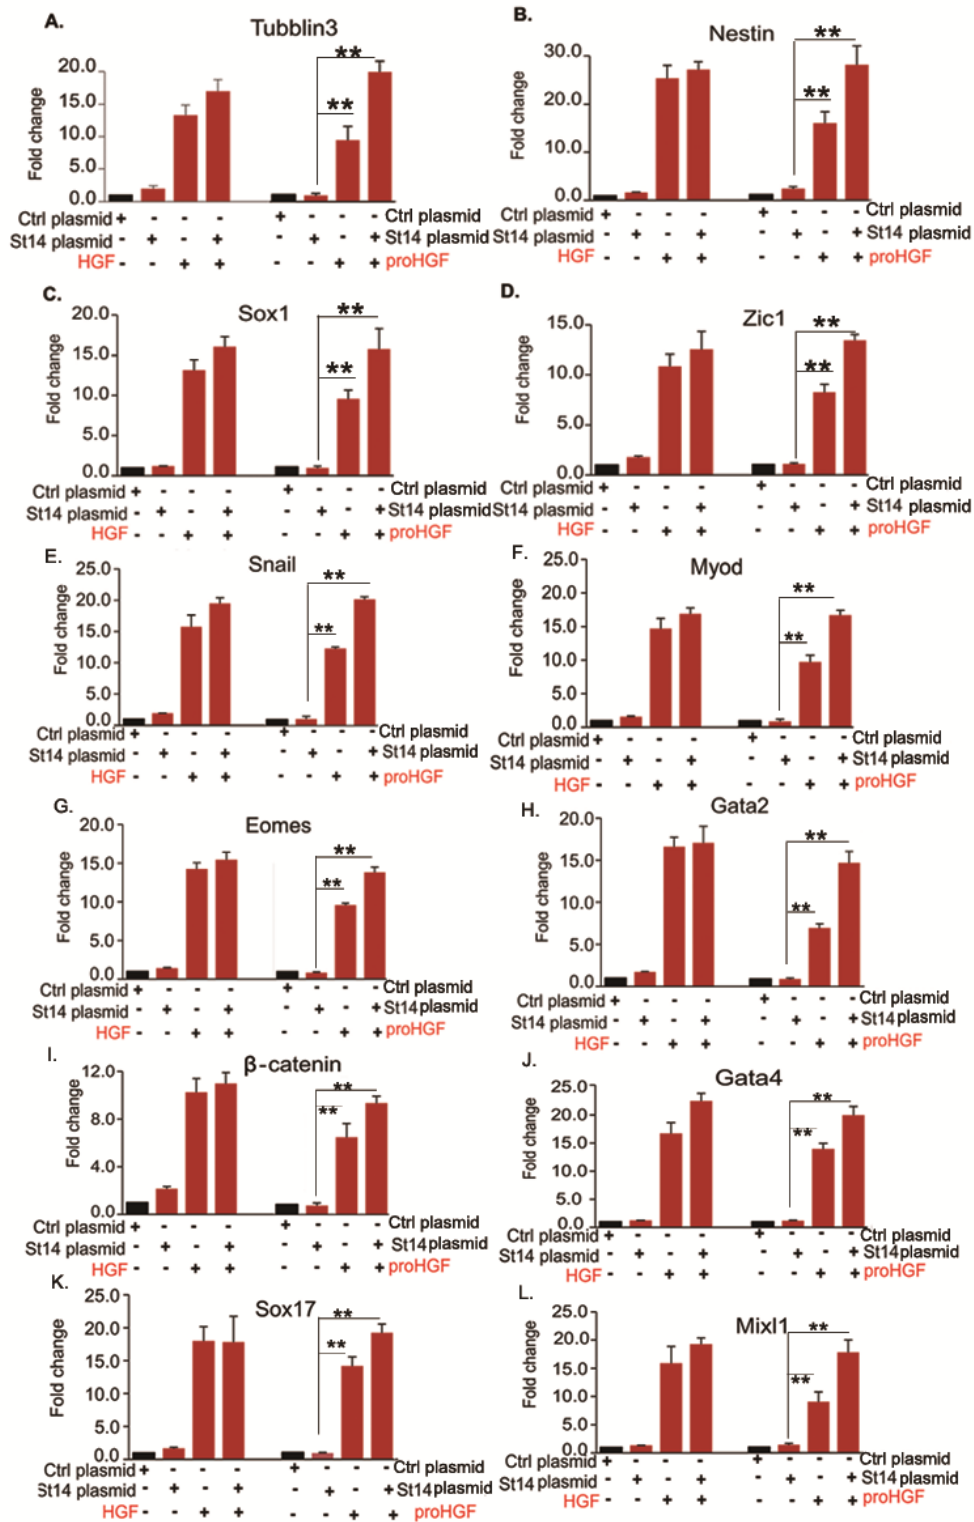 A. Tubblin3
**
**
Fold change
20.0
15.0
10.0
5.0
0.0
Ctrl plasmid + - - - + - - - Ctrl plasmid
St14 plasmid - + - + - + - + St14 plasmid
HGF - - + + - - + + proHGF
B. Nestin
**
**
Fold change
30.0
20.0
10.0
0.0
Ctrl plasmid + - - - + - - - Ctrl plasmid
St14 plasmid - + - + - + - + St14 plasmid
HGF - - + + - - + + proHGF
C. Sox1
**
**
Fold change
20.0
15.0
10.0
5.0
0.0
Ctrl plasmid + - - - + - - - Ctrl plasmid
St14 plasmid - + - + - + - + St14 plasmid
HGF - - + + - - + + proHGF
D. Zic1
**
**
Fold change
15.0
10.0
5.0
0.0
Ctrl plasmid + - - - + - - - Ctrl plasmid
St14 plasmid - + - + - + - + St14 plasmid
HGF - - + + - - + + proHGF
E. Snail
**
**
Fold change
25.0
20.0
15.0
10.0
5.0
0.0
Ctrl plasmid + - - - + - - - Ctrl plasmid
St14 plasmid - + - + - + - + St14 plasmid
HGF - - + + - - + + proHGF
F. Myod
**
**
Fold change
25.0
20.0
15.0
10.0
5.0
0.0
Ctrl plasmid + - - - + - - - Ctrl plasmid
St14 plasmid - + - + - + - + St14 plasmid
HGF - - + + - - + + proHGF
G. Eomes
**
**
Fold change
20.0
15.0
10.0
5.0
0.0
Ctrl plasmid + - - - + - - - Ctrl plasmid
St14 plasmid - + - + - + - + St14 plasmid
HGF - - + + - - + + proHGF
H. Gata2
**
**
Fold change
20.0
15.0
10.0
5.0
0.0
Ctrl plasmid + - - - + - - - Ctrl plasmid
St14 plasmid - + - + - + - + St14 plasmid
HGF - - + + - - + + proHGF
I. β-catenin
**
**
Fold change
12.0
8.0
4.0
0.0
Ctrl plasmid + - - - + - - - Ctrl plasmid
St14 plasmid - + - + - + - + St14 plasmid
HGF - - + + - - + + proHGF
J. Gata4
**
**
Fold change
25.0
20.0
15.0
10.0
5.0
0.0
Ctrl plasmid + - - - + - - - Ctrl plasmid
St14 plasmid - + - + - + - + St14 plasmid
HGF - - + + - - + + proHGF
K. Sox17
**
**
Fold change
25.0
20.0
15.0
10.0
5.0
0.0
Ctrl plasmid + - - - + - - - Ctrl plasmid
St14 plasmid - + - + - + - + St14 plasmid
HGF - - + + - - + + proHGF
L. Mixl1
**
**
Fold change
25.0
20.0
15.0
10.0
5.0
0.0
Ctrl plasmid + - - - + - - - Ctrl plasmid
St14 plasmid - + - + - + - + St14 plasmid
HGF - - + + - - + + proHGF